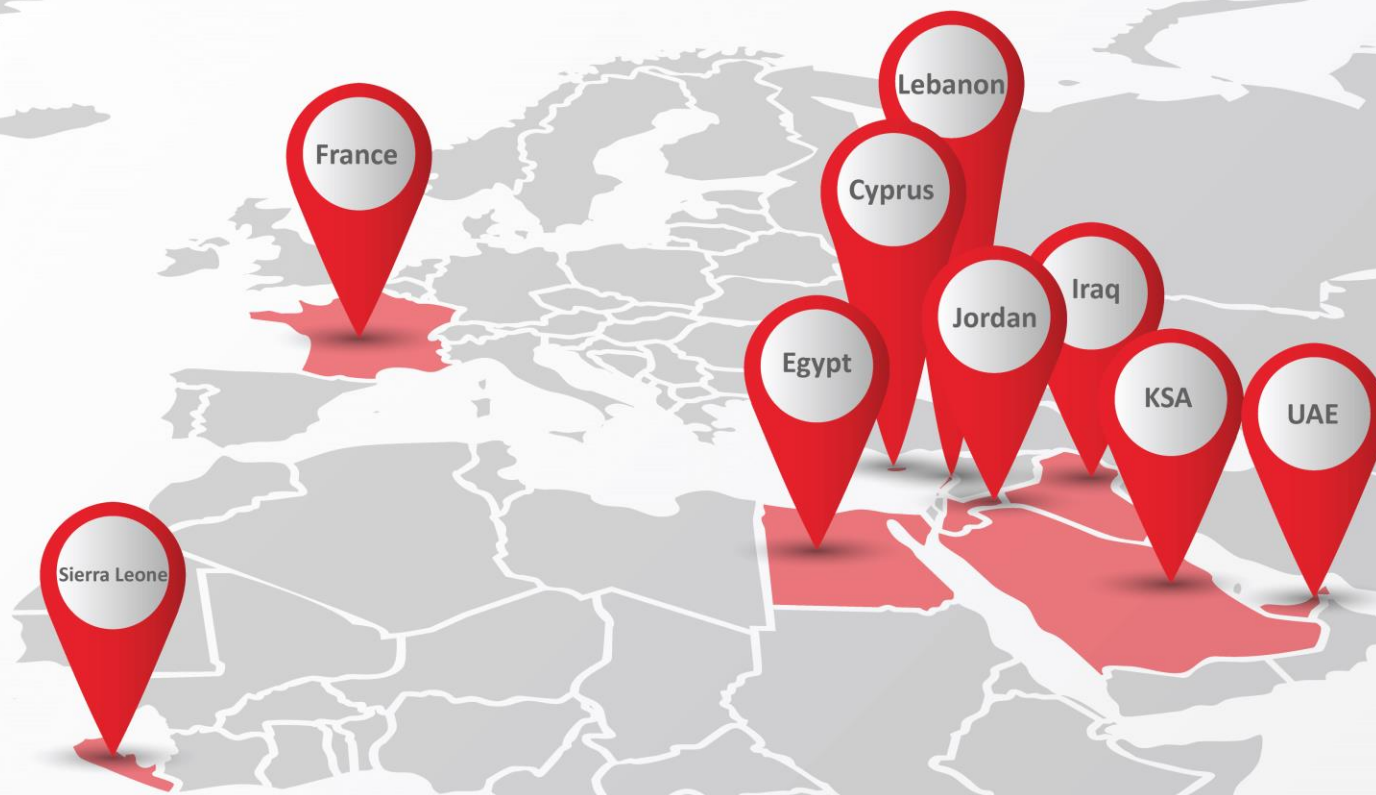 Lebanon
France
Cyprus
Iraq
Jordan
Egypt
KSA
UAE
Sierra Leone